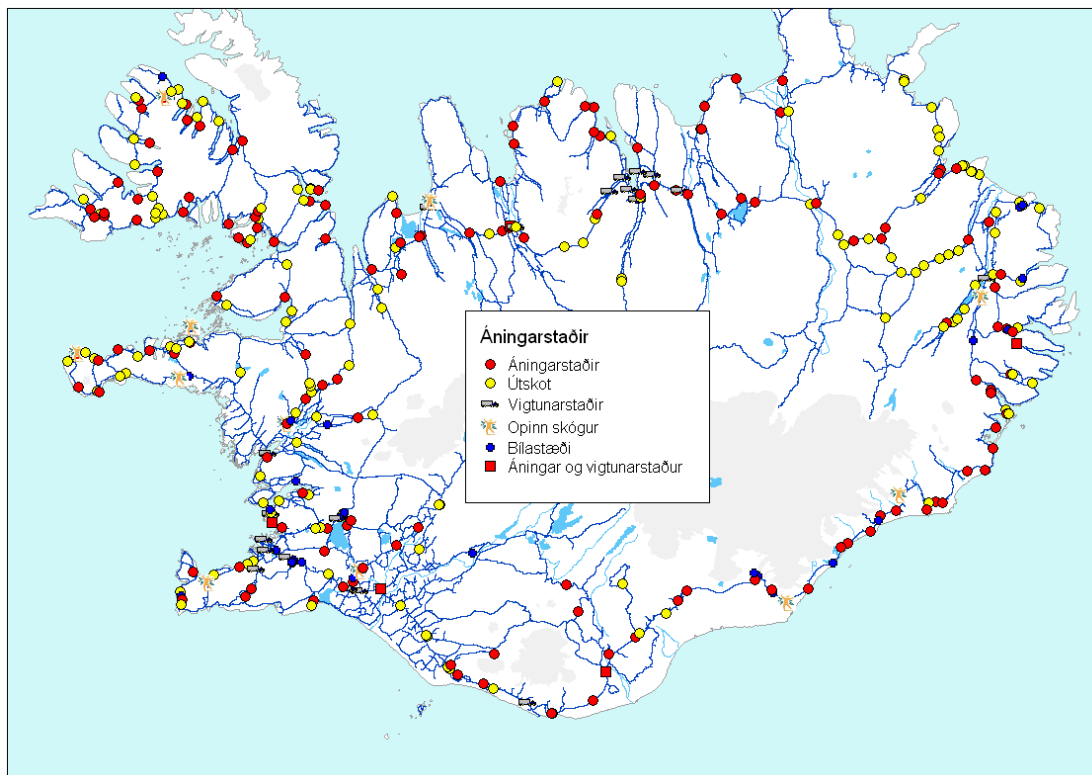 Áningarstaðir
Áningarstaðir
Útskot
Vigtunarstaðir
Opinn skógur
Bílastæði
Áningar og vigtunarstaður